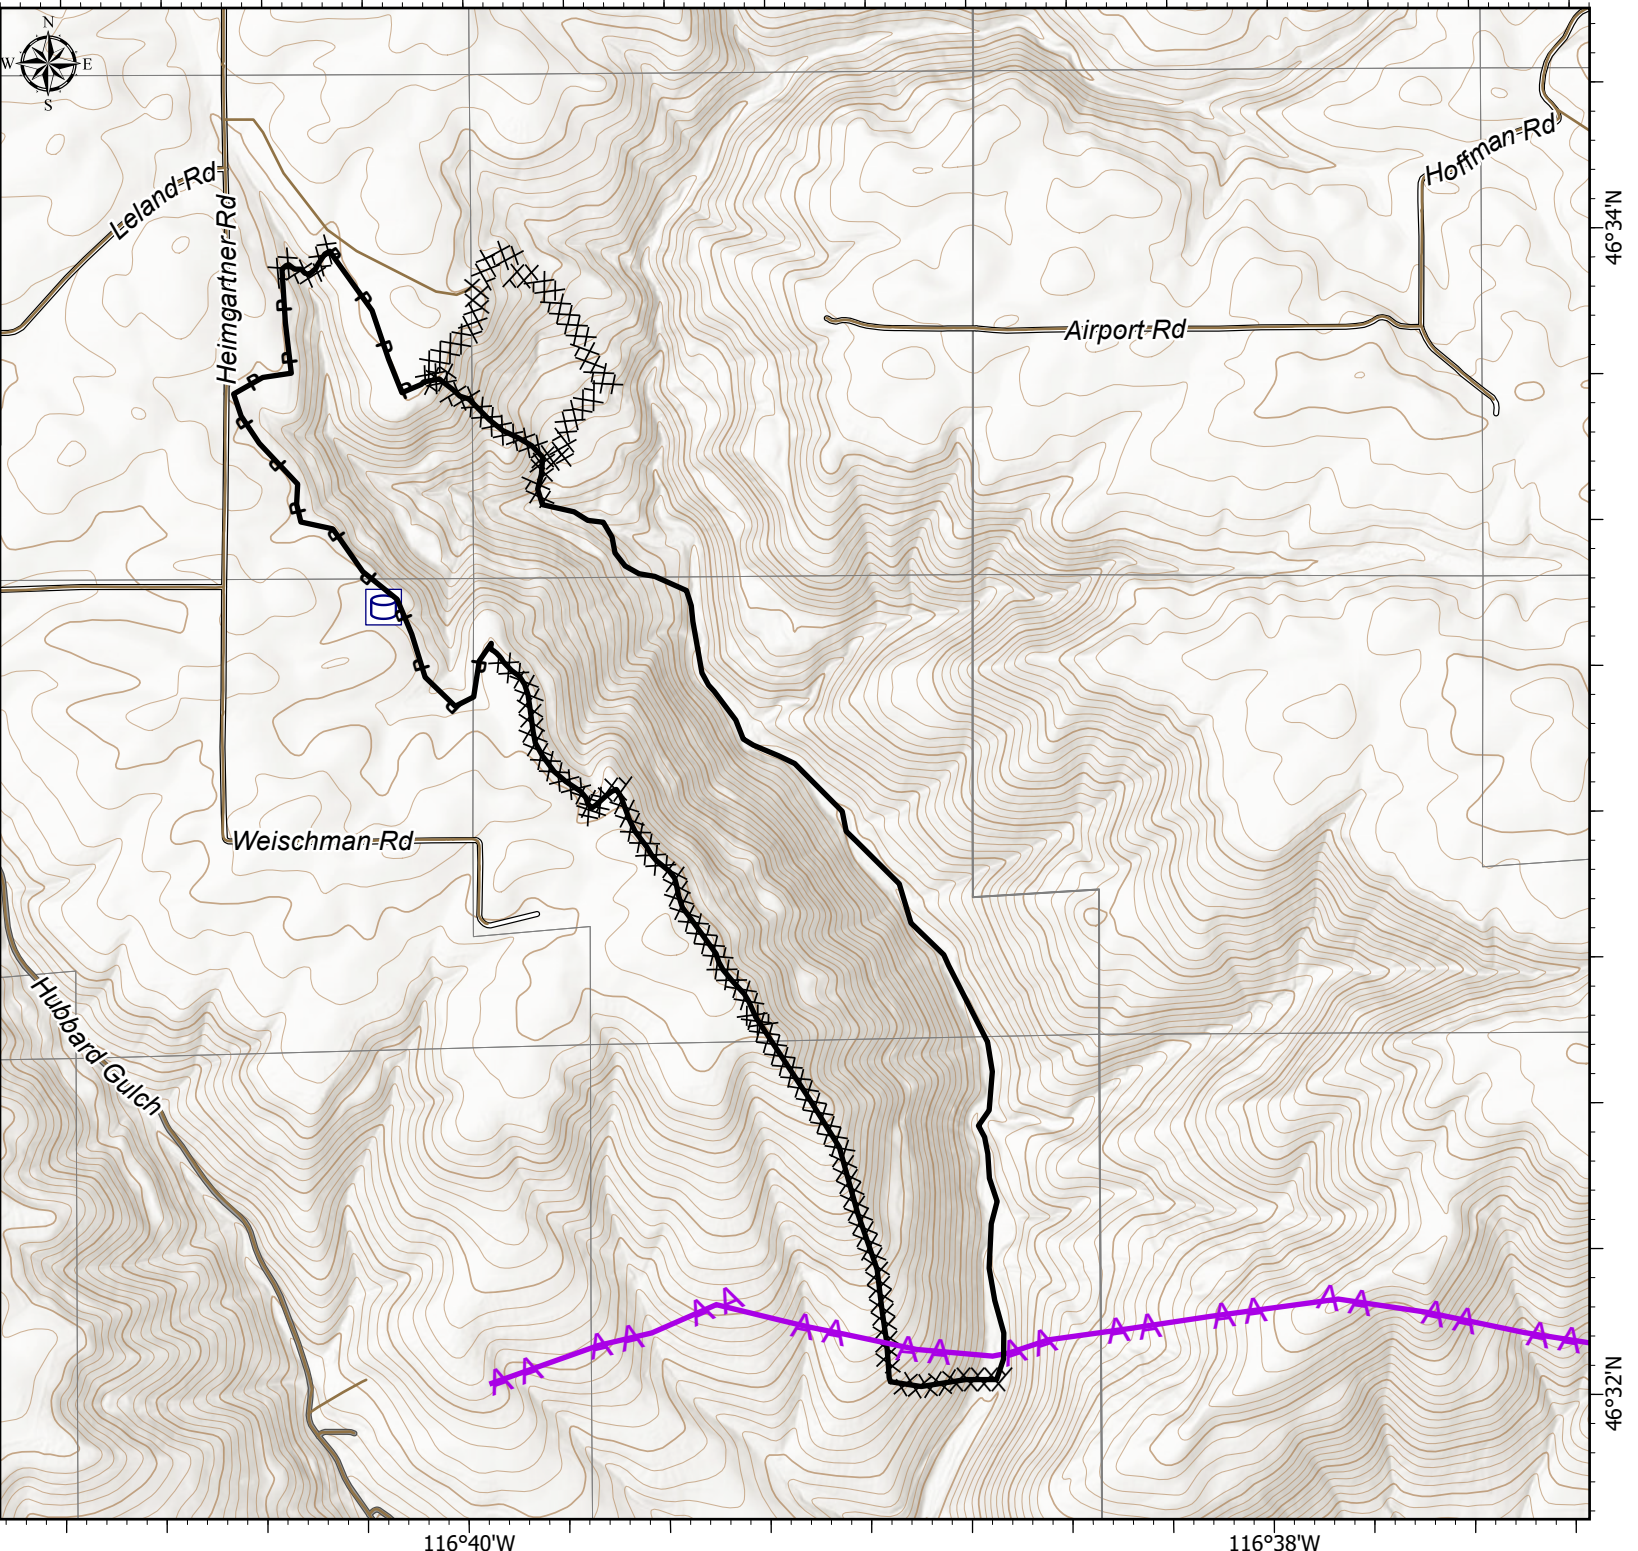 N
W E
S
Hoffman Rd
Leland Rd
Heimgartner Rd
46°34'N
Airport Rd
Weischman Rd
Hubbard Gulch
46°32'N
116°40'W
116°38'W